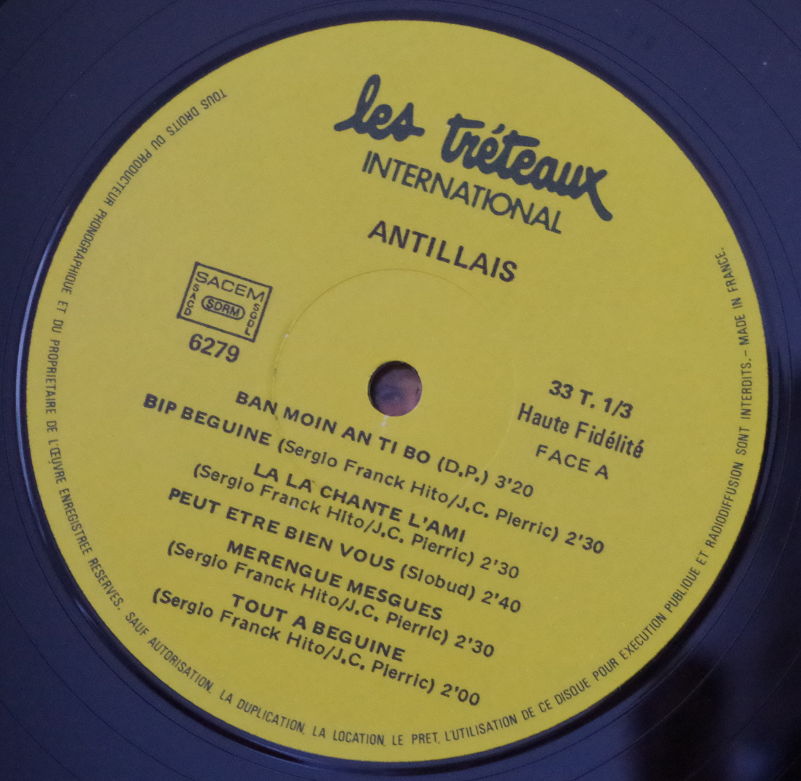 les tréteaux
INTERNATIONAL
ANTILLAIS
SACEM
SACD
SDRM
SGDL
6279
33 T. 1/3
Haute Fidélité
FACE A
BAN MOIN AN TI BO (D.P.) 3'20
BIP BEGUINE (Sergio Franck Hito/J.C. Pierric) 2'30
LA LA CHANTE L'AMI
(Sergio Franck Hito/J.C. Pierric) 2'30
PEUT ETRE BIEN VOUS (Slobud) 2'40
MERENGUE MESGUES
(Sergio Franck Hito/J.C. Pierric) 2'30
TOUT A BEGUINE
(Sergio Franck Hito/J.C. Pierric) 2'00
TOUS DROITS DU PRODUCTEUR PHONOGRAPHIQUE ET DU PROPRIETAIRE DE L'ŒUVRE ENREGISTREE RESERVES. SAUF AUTORISATION, LA DUPLICATION, LA LOCATION, LE PRET, L'UTILISATION DE CE DISQUE POUR EXECUTION PUBLIQUE ET RADIODIFFUSION SONT INTERDITS. - MADE IN FRANCE.